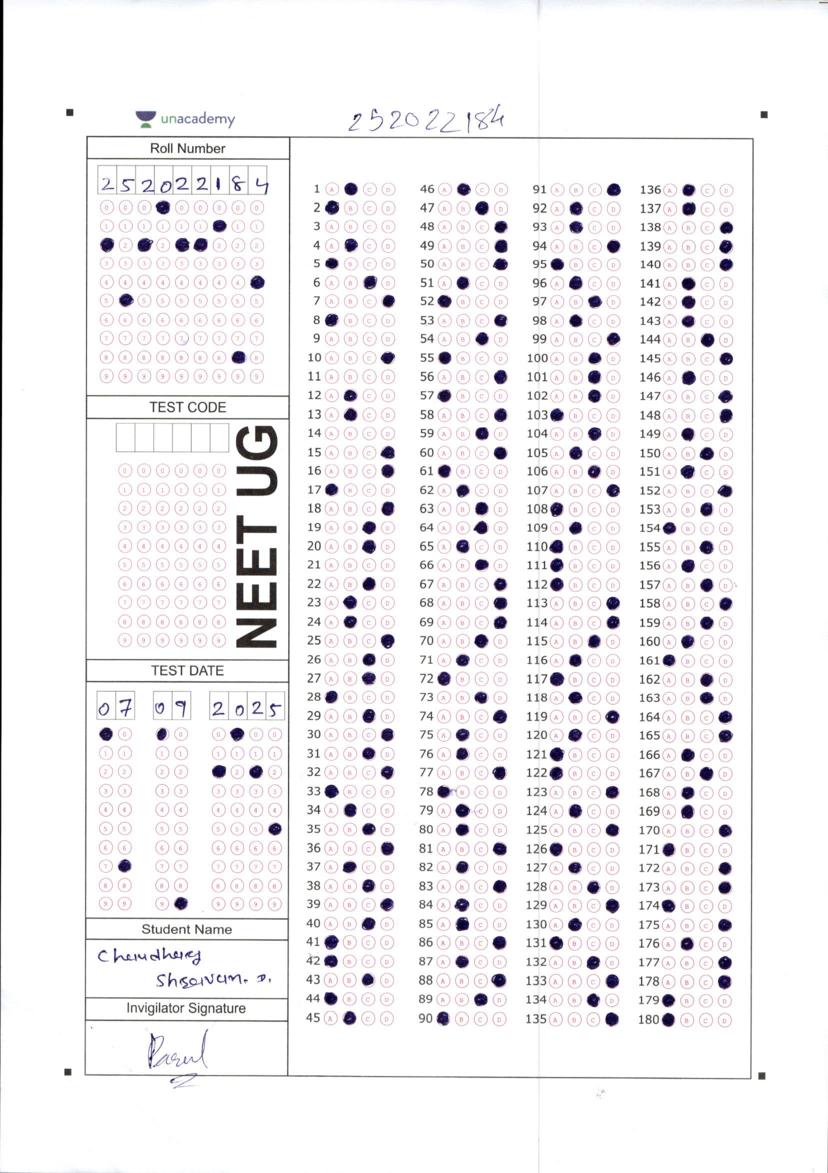 unacademy
252022184
Roll Number
2 5 2 0 2 2 1 8 4
TEST CODE
NEET UG
TEST DATE
0 7 0 9 2 0 2 5
Student Name
Invigilator Signature
1 A C D 46 A C D 91 A B C 136 A C D
2 B C D 47 A B D 92 A C D 137 A C D
3 A B C 48 A B C 93 A C D 138 A B C
4 A C D 49 A B C 94 A B C 139 A B C
5 B C D 50 A B C 95 B C D 140 A B C
6 A B D 51 A C D 96 A C D 141 A C D
7 A B C 52 B C D 97 A B D 142 A C D
8 B C D 53 A B C 98 A C D 143 A C D
9 A B C D 54 A B D 99 A B C 144 A B D
10 A B C 55 B C D 100 A B D 145 A B C
11 A B C D 56 A B C 101 A B D 146 A C D
12 A C D 57 B C D 102 A B D 147 A B C
13 A C D 58 A B C 103 B C D 148 A B C
14 A B C D 59 A B D 104 A B D 149 A C D
15 A B C 60 A B C 105 A C D 150 A B D
16 A B C 61 B C D 106 A B D 151 A C D
17 B C D 62 A C D 107 A B C 152 A B C
18 A B C 63 A B D 108 B C D 153 A B D
19 A B D 64 A B D 109 A C D 154 B C D
20 A B D 65 A C D 110 B C D 155 A B D
21 A B C D 66 A B D 111 B C D 156 A C D
22 A B D 67 A B C 112 B C D 157 A B D
23 A C D 68 A B C 113 A B C 158 A B C
24 A C D 69 A B C 114 A B C 159 A B D
25 A B C 70 A B D 115 A B D 160 A C D
26 A B D 71 A C D 116 A C D 161 B C D
27 A B D 72 B C D 117 B C D 162 A B D
28 B C D 73 A B D 118 A C D 163 A B D
29 A B D 74 A B C 119 A B C 164 A B C
30 A B C 75 A C D 120 A C D 165 A B C
31 A B D 76 A C D 121 B C D 166 A C D
32 A B C 77 A B C 122 B C D 167 A B D
33 B C D 78 B C D 123 A B C 168 A C D
34 A C D 79 A C D 124 A C D 169 A C D
35 A B D 80 A C D 125 A B C 170 A B C
36 A B C 81 A B C 126 B C D 171 B C D
37 A C D 82 A C D 127 A C D 172 A B C
38 A B D 83 A B C 128 A B D 173 A B C
39 A B C 84 A C D 129 A B C 174 B C D
40 A B D 85 A C D 130 A C D 175 A B C
41 B C D 86 A B C 131 B C D 176 A C D
42 B C D 87 A C D 132 A B D 177 A B C
43 A B D 88 A B C 133 A B C 178 A B C
44 B C D 89 A B D 134 A B D 179 B C D
45 A C D 90 B C D 135 A B C 180 B C D